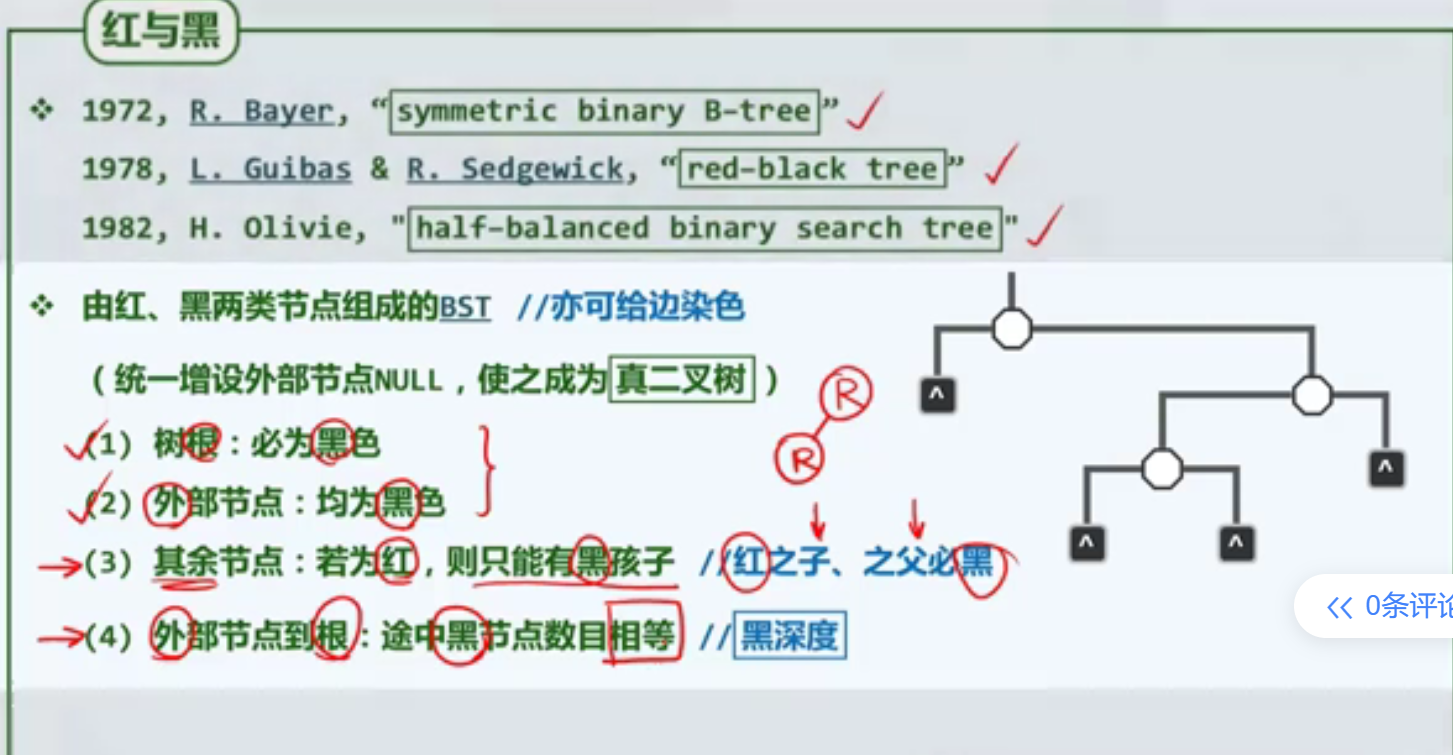 红与黑
❖ 1972, R. Bayer, “symmetric binary B-tree”
1978, L. Guibas & R. Sedgewick, “red-black tree”
1982, H. Olivie, "half-balanced binary search tree"
❖ 由红、黑两类节点组成的BST //亦可给边染色
(统一增设外部节点NULL，使之成为真二叉树)
(1) 树根：必为黑色
(2) 外部节点：均为黑色
(3) 其余节点：若为红，则只能有黑孩子 //红之子、之父必黑
(4) 外部节点到根：途中黑节点数目相等 //黑深度
R
R
^
^
^
^
« 0条评论